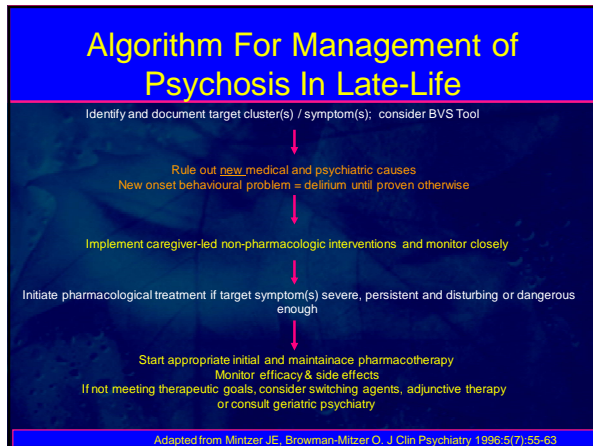 Algorithm For Management of
Psychosis In Late-Life
Identify and document target cluster(s) / symptom(s); consider BVS Tool
Rule out new medical and psychiatric causes
New onset behavioural problem = delirium until proven otherwise
Implement caregiver-led non-pharmacologic interventions and monitor closely
Initiate pharmacological treatment if target symptom(s) severe, persistent and disturbing or dangerous
enough
Start appropriate initial and maintainace pharmacotherapy
Monitor efficacy & side effects
If not meeting therapeutic goals, consider switching agents, adjunctive therapy
or consult geriatric psychiatry
Adapted from Mintzer JE, Browman-Mitzer O. J Clin Psychiatry 1996:5(7):55-63